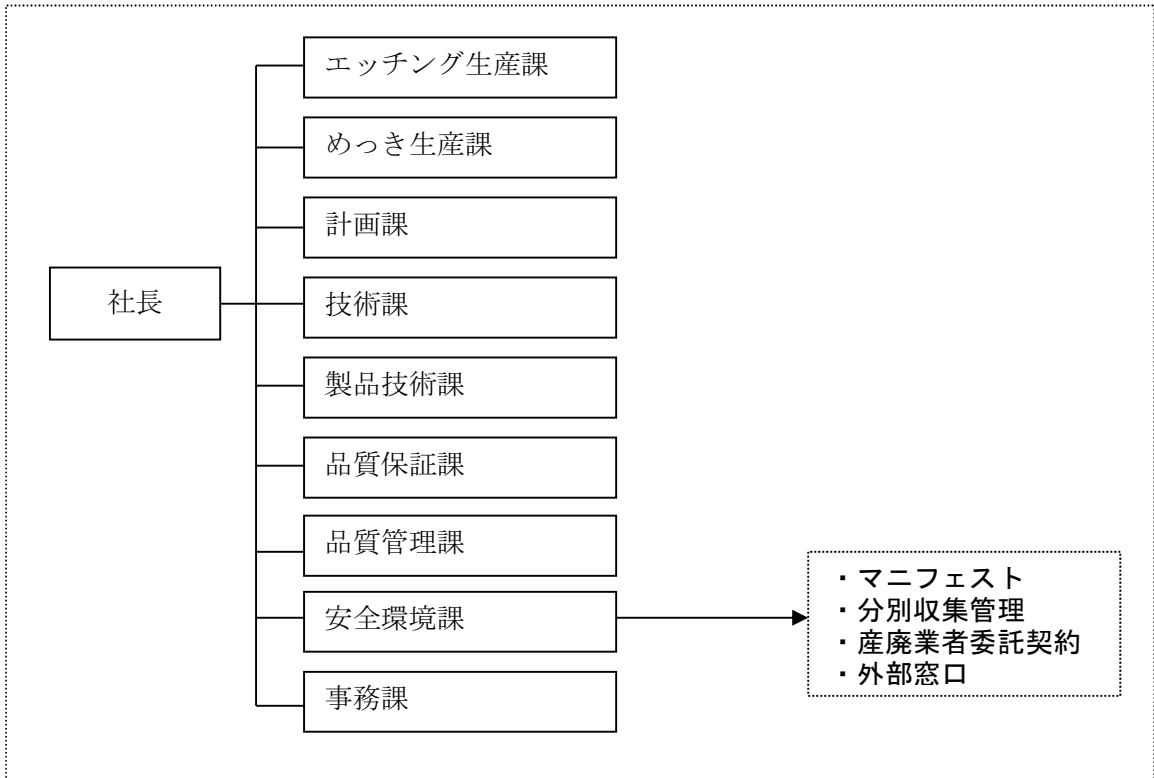 エッチング生産課
めっき生産課
計画課
社長
技術課
製品技術課
品質保証課
品質管理課
安全環境課
・マニフェスト
・分別収集管理
・産廃業者委託契約
・外部窓口
事務課